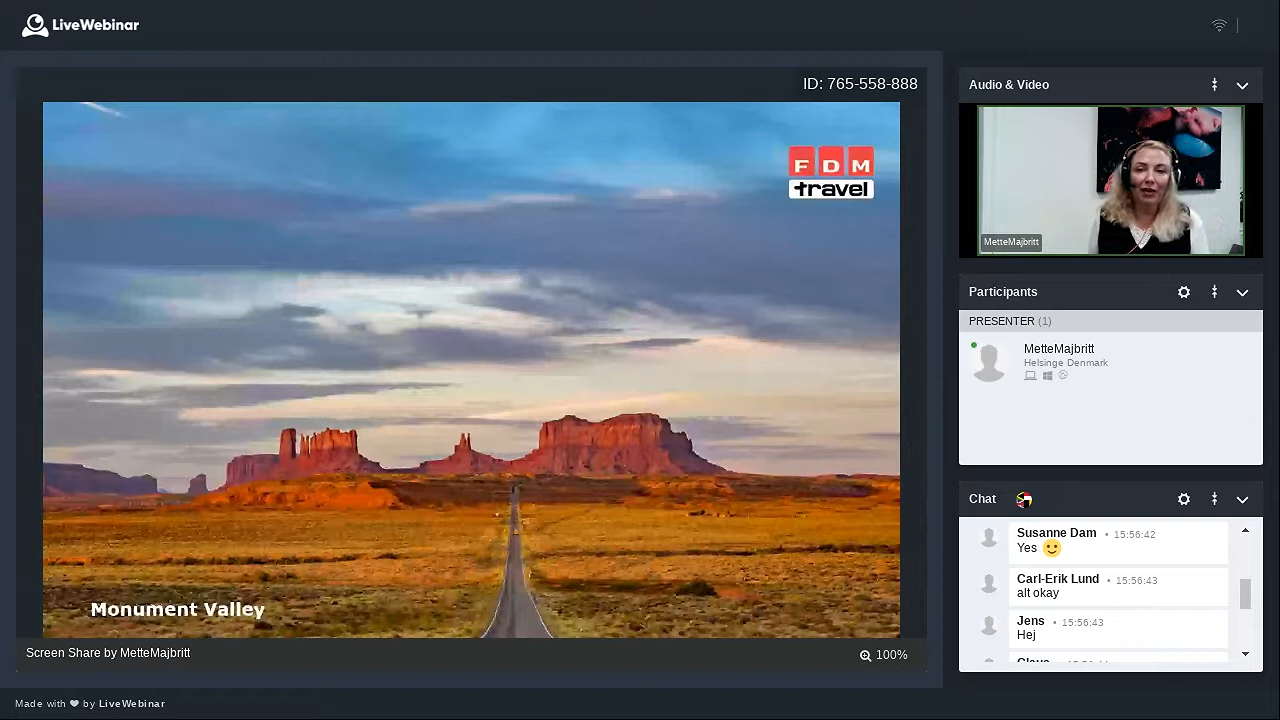 LiveWebinar
ID: 765-558-888
FDM
travel
Monument Valley
Screen Share by MetteMajbritt
100%
Made with by LiveWebinar
Audio & Video
MetteMajbritt
Participants
PRESENTER (1)
MetteMajbritt
Helsinge Denmark
Chat
Susanne Dam • 15:56:42
Yes
Carl-Erik Lund • 15:56:43
alt okay
Jens • 15:56:43
Hej